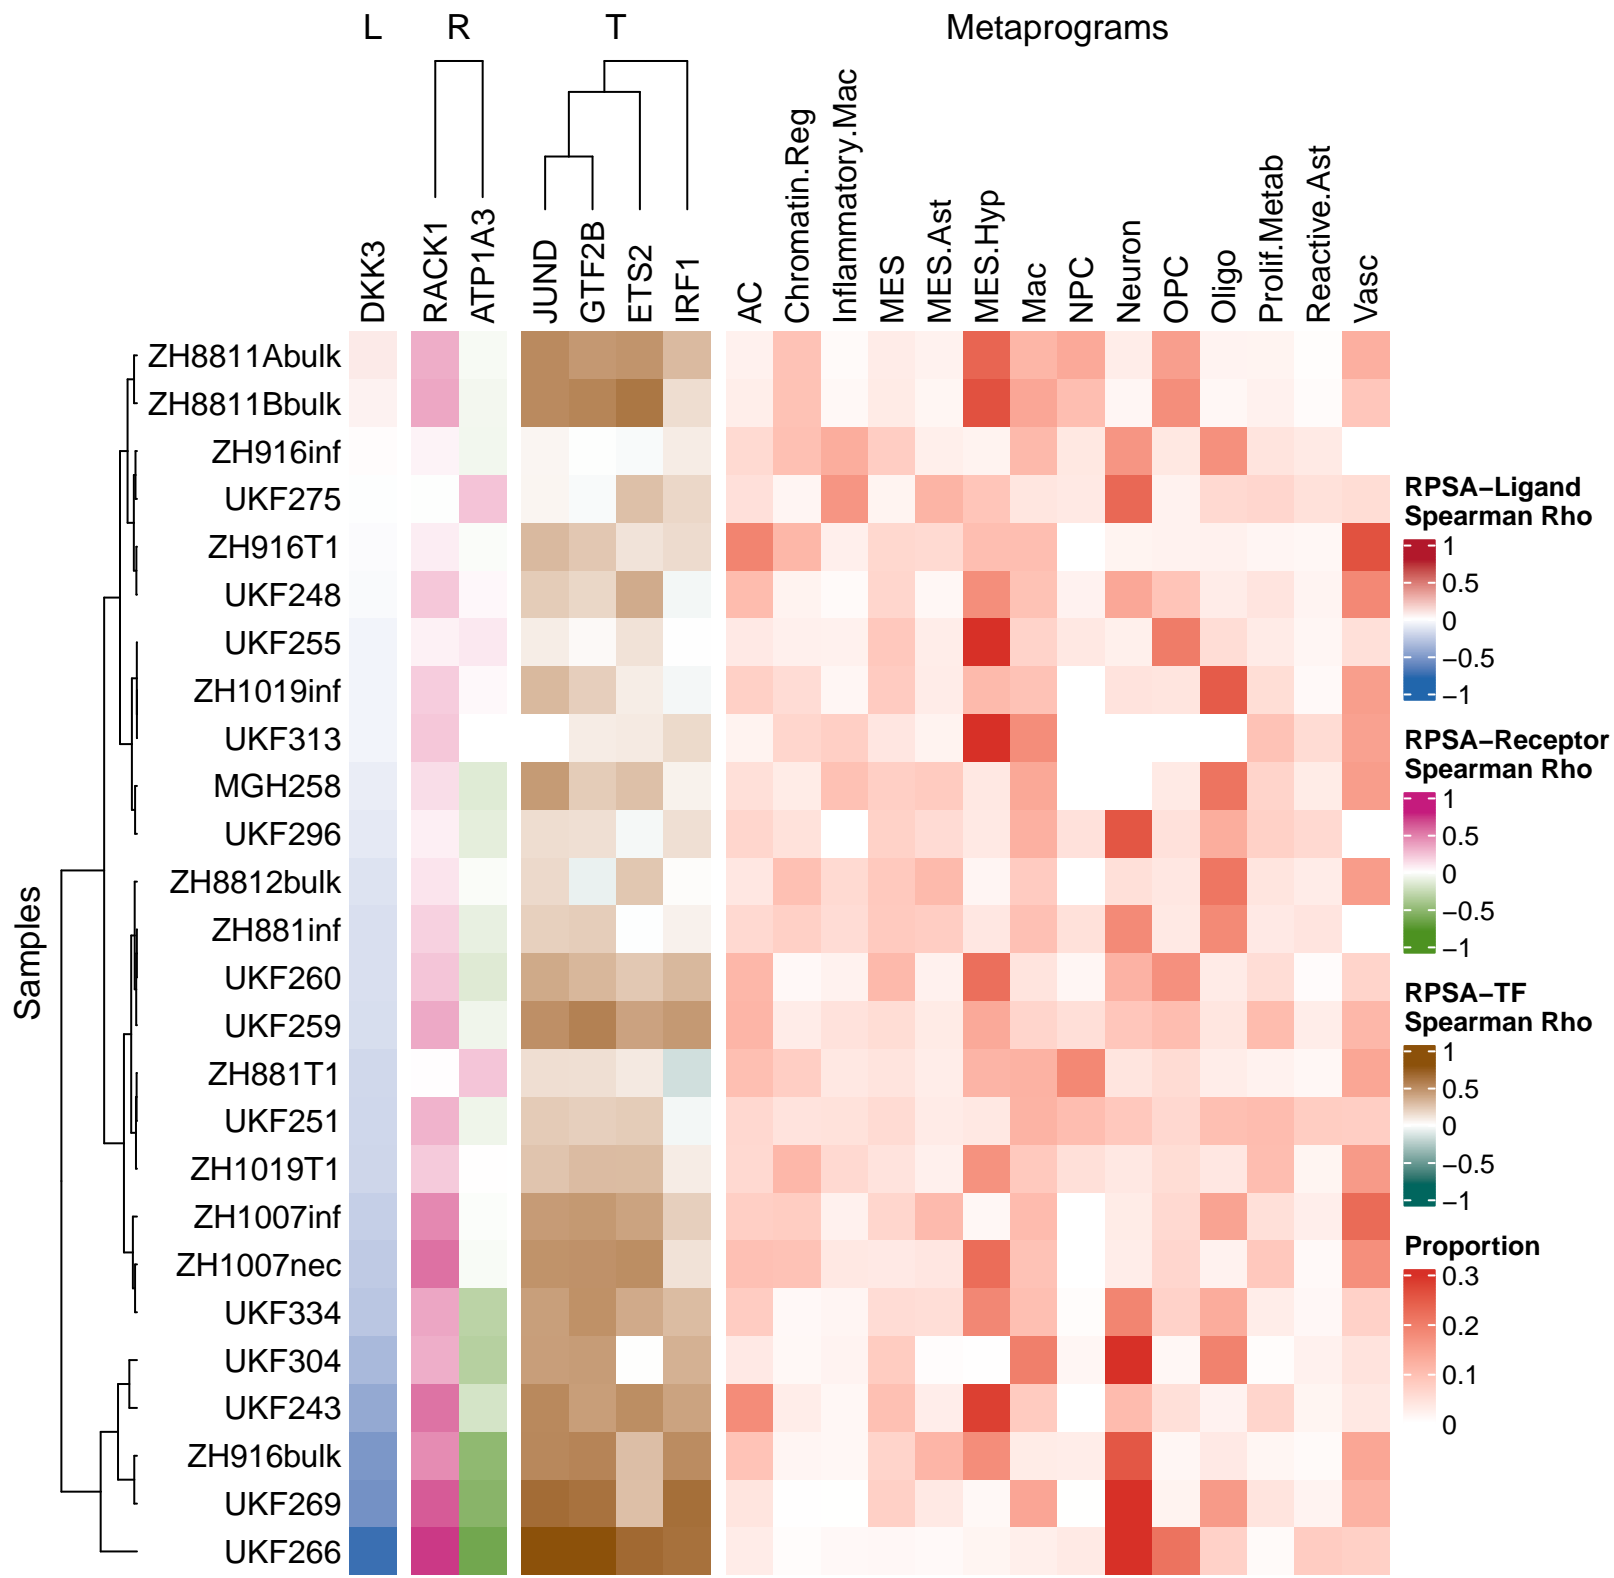 L R T Metaprograms
DKK3 RACK1 ATP1A3 JUND GTF2B ETS2 IRF1 AC Chromatin.Reg Inflammatory.Mac MES MES.Ast MES.Hyp Mac NPC Neuron OPC Oligo Prolif.Metab Reactive.Ast Vasc
Samples
ZH8811Abulk
ZH8811Bbulk
ZH916inf
UKF275
ZH916T1
UKF248
UKF255
ZH1019inf
UKF313
MGH258
UKF296
ZH8812bulk
ZH881inf
UKF260
UKF259
ZH881T1
UKF251
ZH1019T1
ZH1007inf
ZH1007nec
UKF334
UKF304
UKF243
ZH916bulk
UKF269
UKF266
RPSA−Ligand
Spearman Rho
1
0.5
0
−0.5
−1
RPSA−Receptor
Spearman Rho
1
0.5
0
−0.5
−1
RPSA−TF
Spearman Rho
1
0.5
0
−0.5
−1
Proportion
0.3
0.2
0.1
0